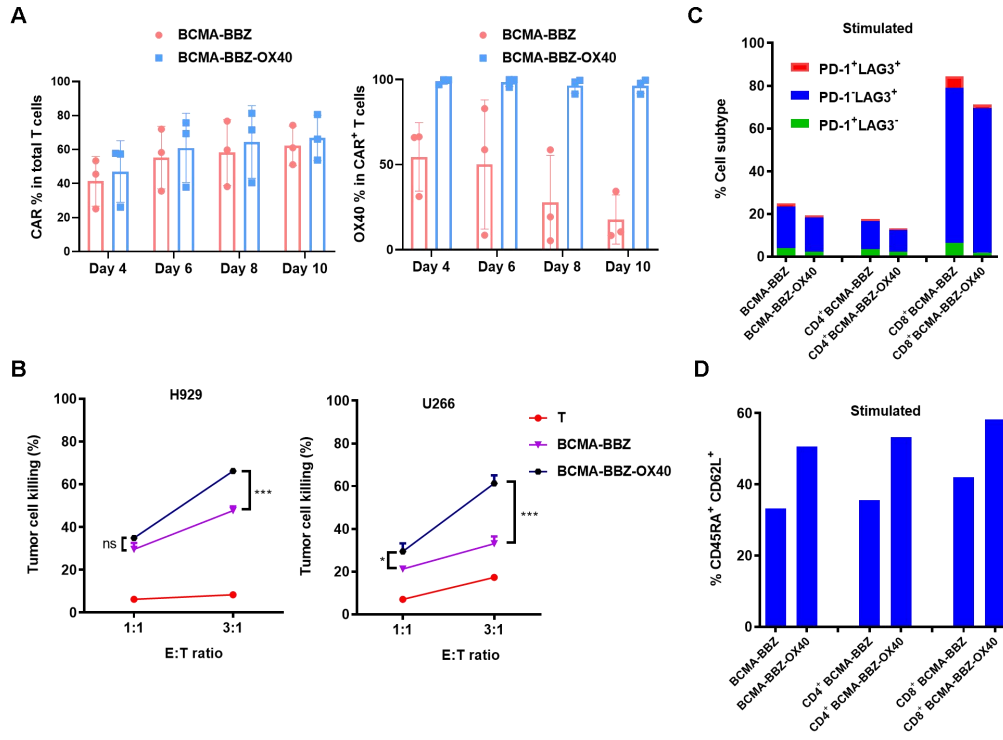 A
BCMA-BBZ
BCMA-BBZ-OX40
CAR % in total T cells
100
80
60
40
20
0
Day 4
Day 6
Day 8
Day 10
BCMA-BBZ
BCMA-BBZ-OX40
OX40 % in CAR⁺ T cells
100
50
0
Day 4
Day 6
Day 8
Day 10
B
H929
Tumor cell killing (%)
100
80
60
40
20
0
ns
***
1:1
3:1
E:T ratio
U266
Tumor cell killing (%)
100
80
60
40
20
0
*
***
1:1
3:1
E:T ratio
T
BCMA-BBZ
BCMA-BBZ-OX40
C
Stimulated
% Cell subtype
100
80
60
40
20
0
PD-1⁺LAG3⁺
PD-1⁻LAG3⁺
PD-1⁺LAG3⁻
BCMA-BBZ
BCMA-BBZ-OX40
CD4⁺ BCMA-BBZ
CD4⁺ BCMA-BBZ-OX40
CD8⁺ BCMA-BBZ
CD8⁺ BCMA-BBZ-OX40
D
Stimulated
% CD45RA⁺ CD62L⁺
60
40
20
0
BCMA-BBZ
BCMA-BBZ-OX40
CD4⁺ BCMA-BBZ
CD4⁺ BCMA-BBZ-OX40
CD8⁺ BCMA-BBZ
CD8⁺ BCMA-BBZ-OX40